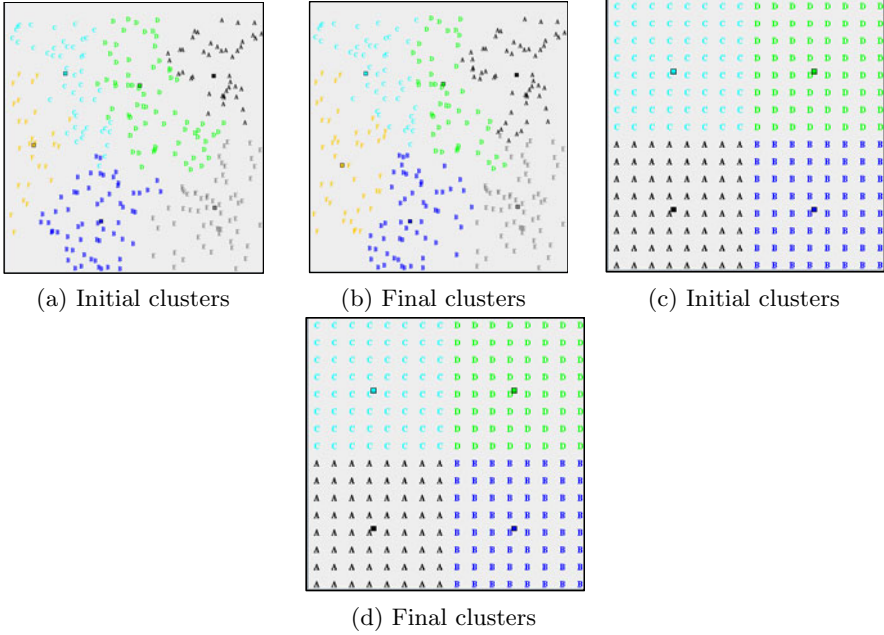 (a) Initial clusters
(b) Final clusters
(c) Initial clusters
(d) Final clusters